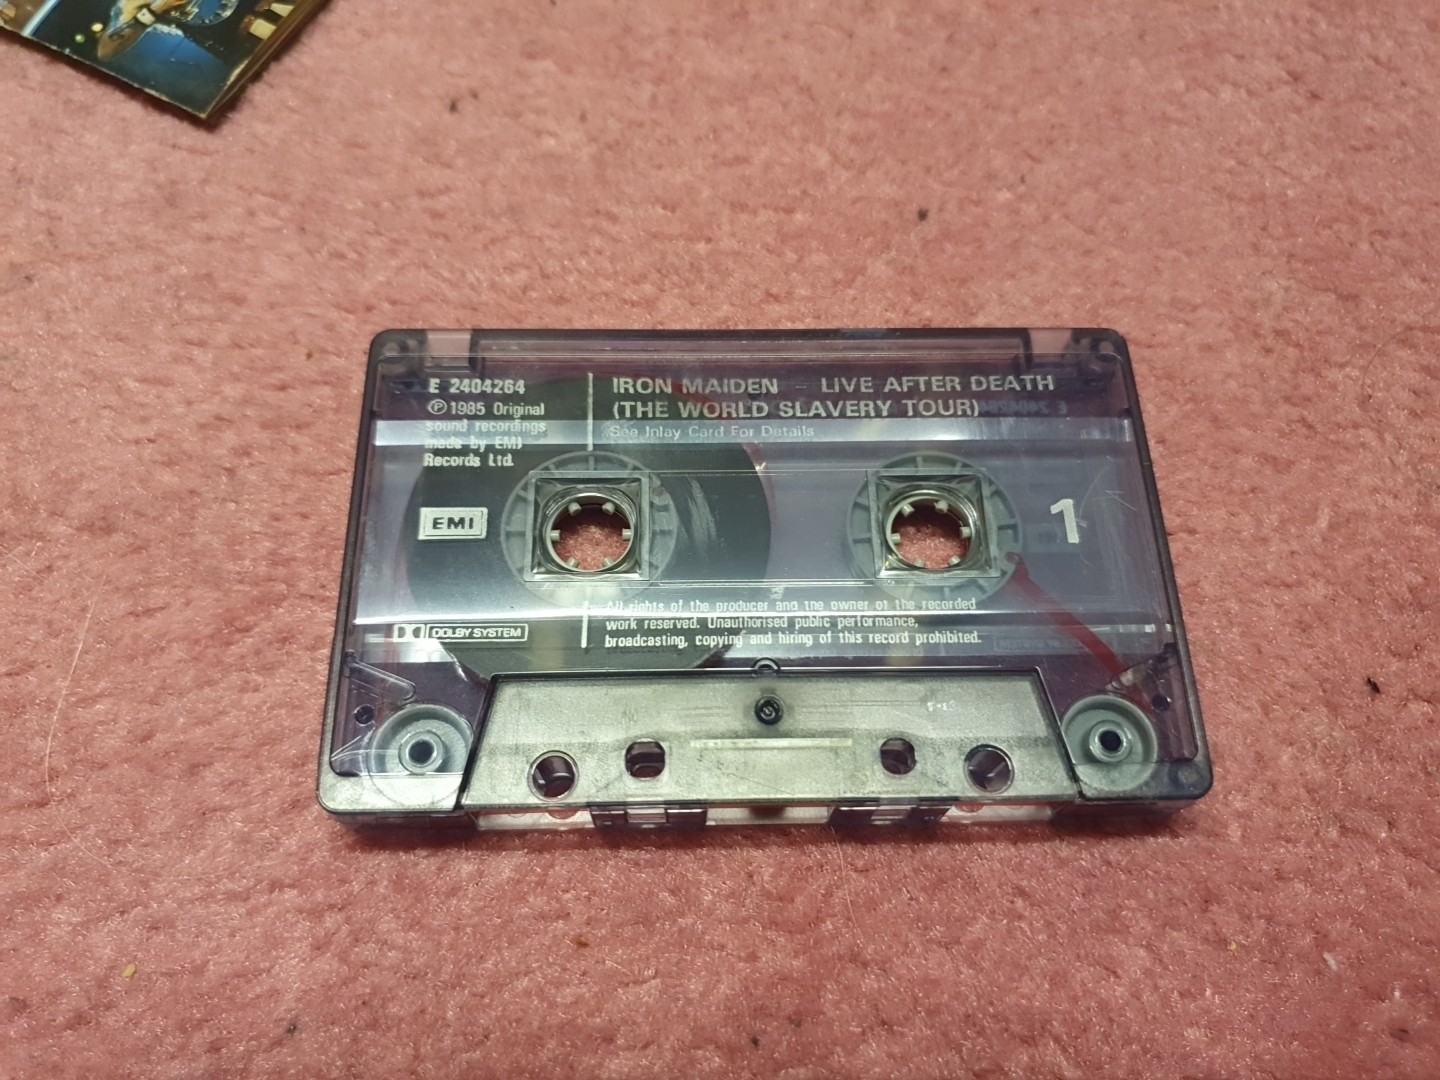 E 2404264
Ⓟ 1985 Original
sound recordings
made by EMI
Records Ltd.
IRON MAIDEN – LIVE AFTER DEATH
(THE WORLD SLAVERY TOUR)
See Inlay Card For Details
EMI
1
DOLBY SYSTEM
All rights of the producer and the owner of the recorded
work reserved. Unauthorised public performance,
broadcasting, copying and hiring of this record prohibited.